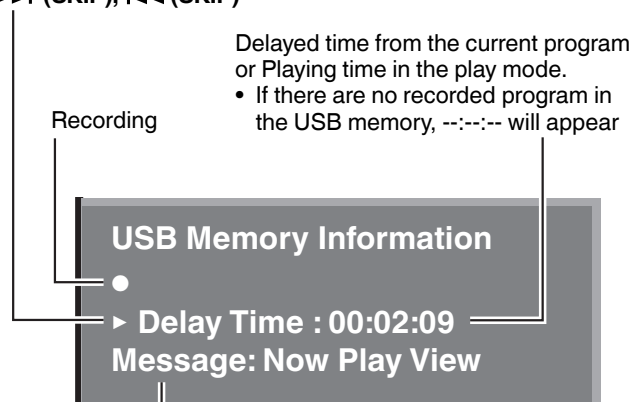 (SKIP), (SKIP)
Delayed time from the current program
or Playing time in the play mode.
• If there are no recorded program in
the USB memory, --:--:-- will appear
Recording
USB Memory Information
●
► Delay Time : 00:02:09
Message: Now Play View